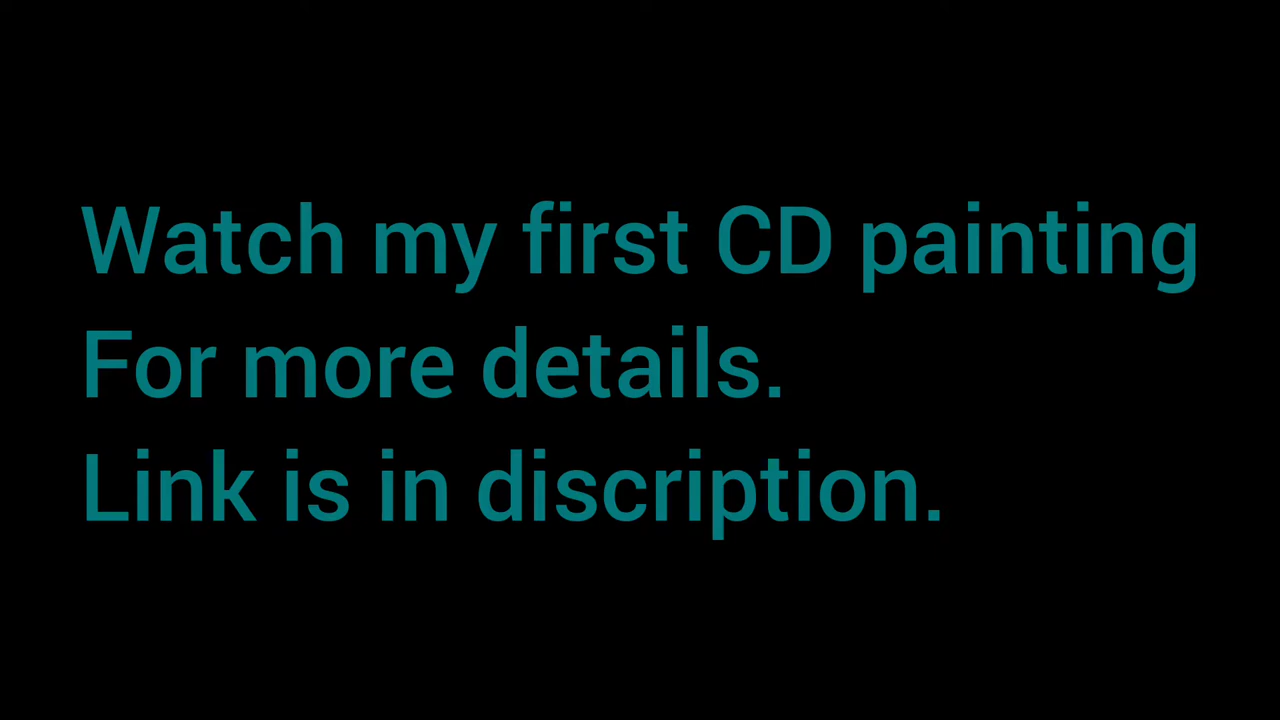 Watch my first CD painting
For more details.
Link is in discription.